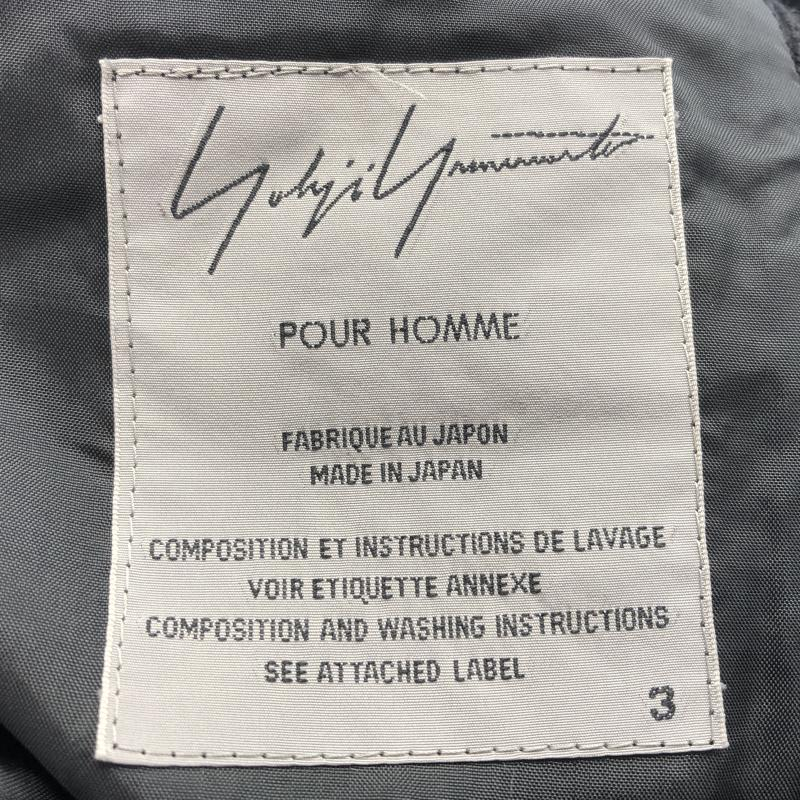 Yohji Yamamoto
POUR HOMME
FABRIQUE AU JAPON
MADE IN JAPAN
COMPOSITION ET INSTRUCTIONS DE LAVAGE
VOIR ETIQUETTE ANNEXE
COMPOSITION AND WASHING INSTRUCTIONS
SEE ATTACHED LABEL
3